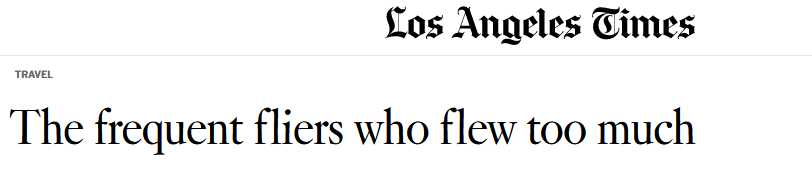 Los Angeles Times
TRAVEL
The frequent fliers who flew too much